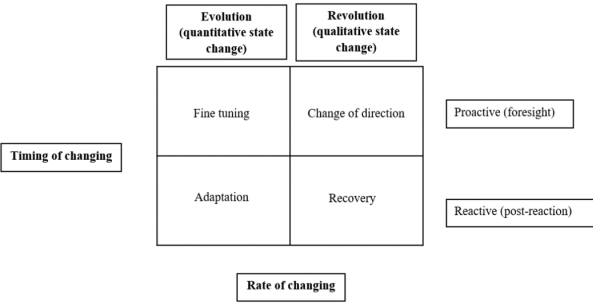 Evolution
(quantitative state
change)
Revolution
(qualitative state
change)
Fine tuning
Change of direction
Proactive (foresight)
Timing of changing
Adaptation
Recovery
Reactive (post-reaction)
Rate of changing